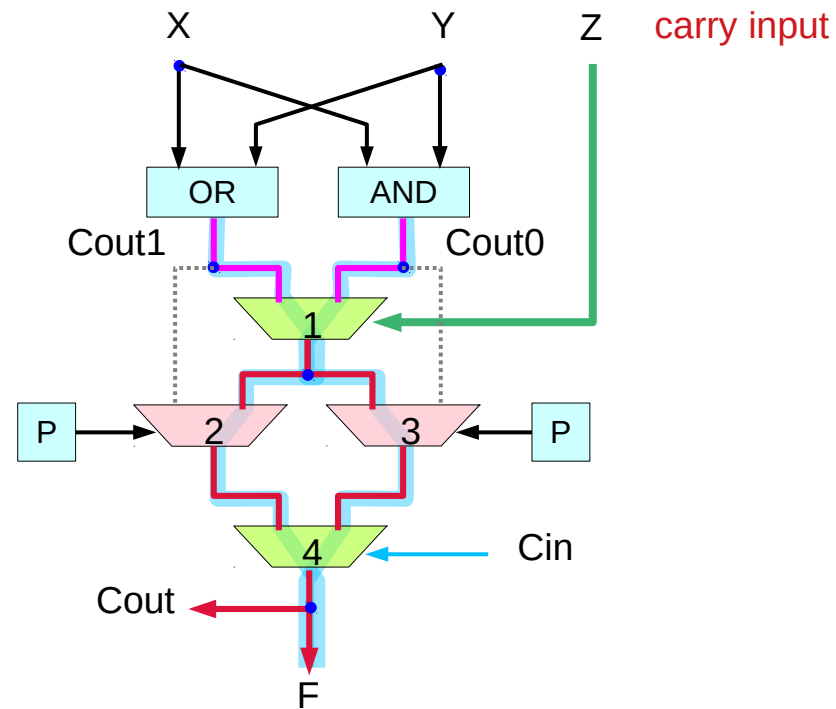 X Y Z carry input
OR AND
Cout1 Cout0
1
P 2 3 P
4 Cin
Cout
F